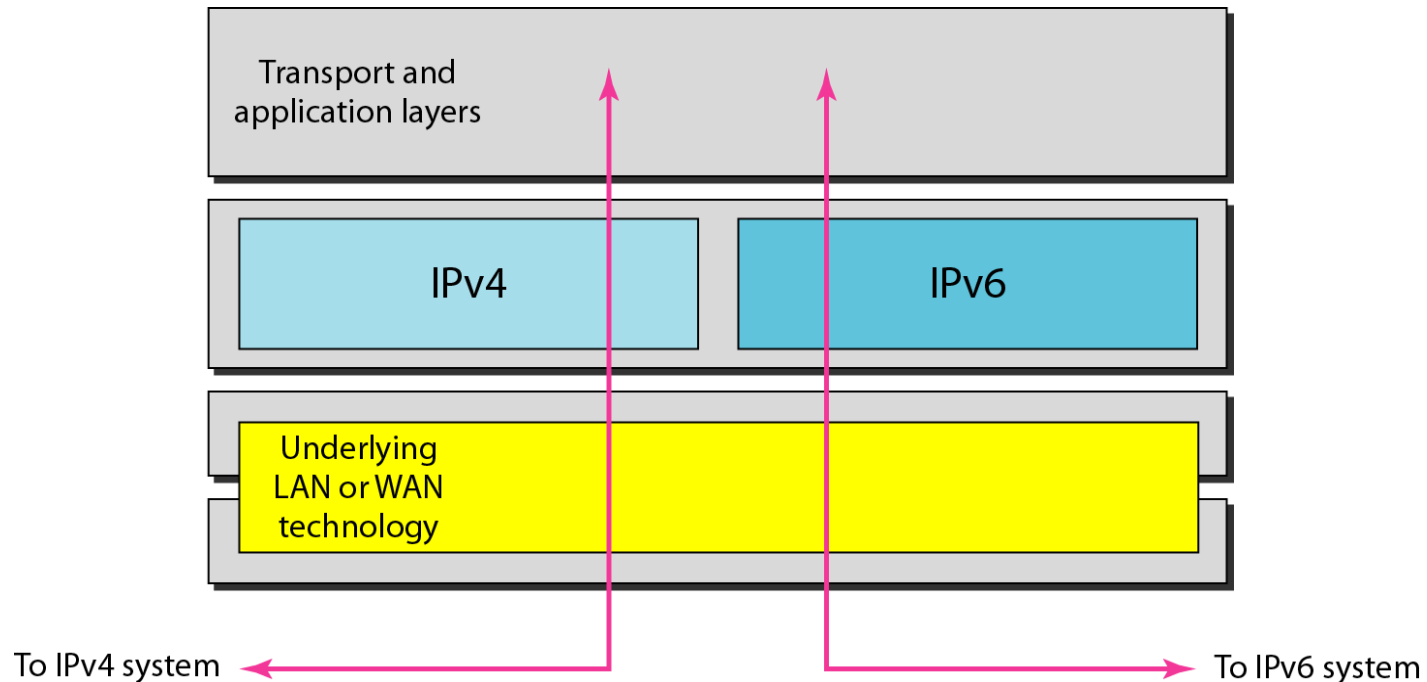 Transport and
application layers
IPv4
IPv6
Underlying
LAN or WAN
technology
To IPv4 system
To IPv6 system